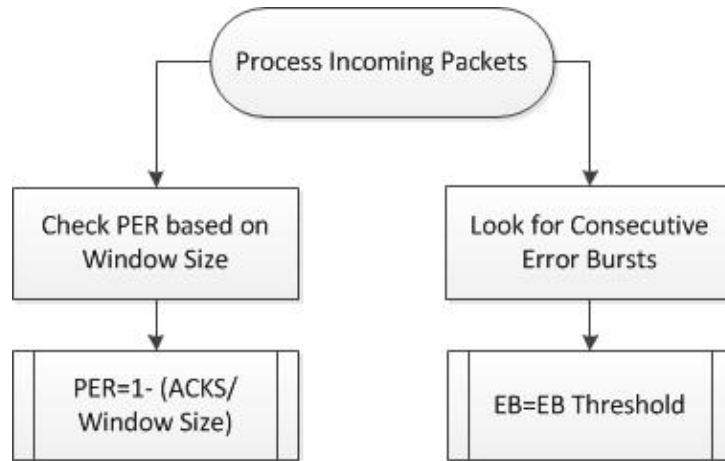 Process Incoming Packets
Check PER based on
Window Size
Look for Consecutive
Error Bursts
PER=1- (ACKS/
Window Size)
EB=EB Threshold